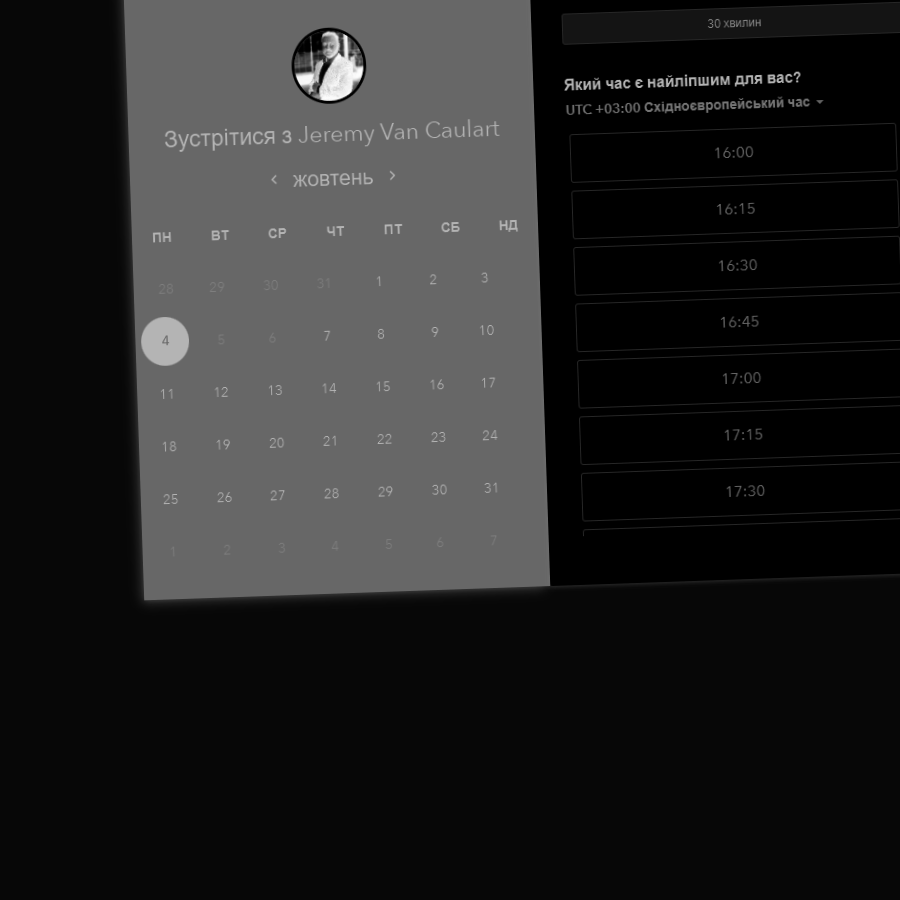 Зустрітися з Jeremy Van Caulart
жовтень
ПН ВТ СР ЧТ ПТ СБ НД
28 29 30 31 1 2 3
4 5 6 7 8 9 10
11 12 13 14 15 16 17
18 19 20 21 22 23 24
25 26 27 28 29 30 31
1 2 3 4 5 6 7
30 хвилин
Який час є найліпшим для вас?
UTC +03:00 Східноєвропейський час
16:00
16:15
16:30
16:45
17:00
17:15
17:30